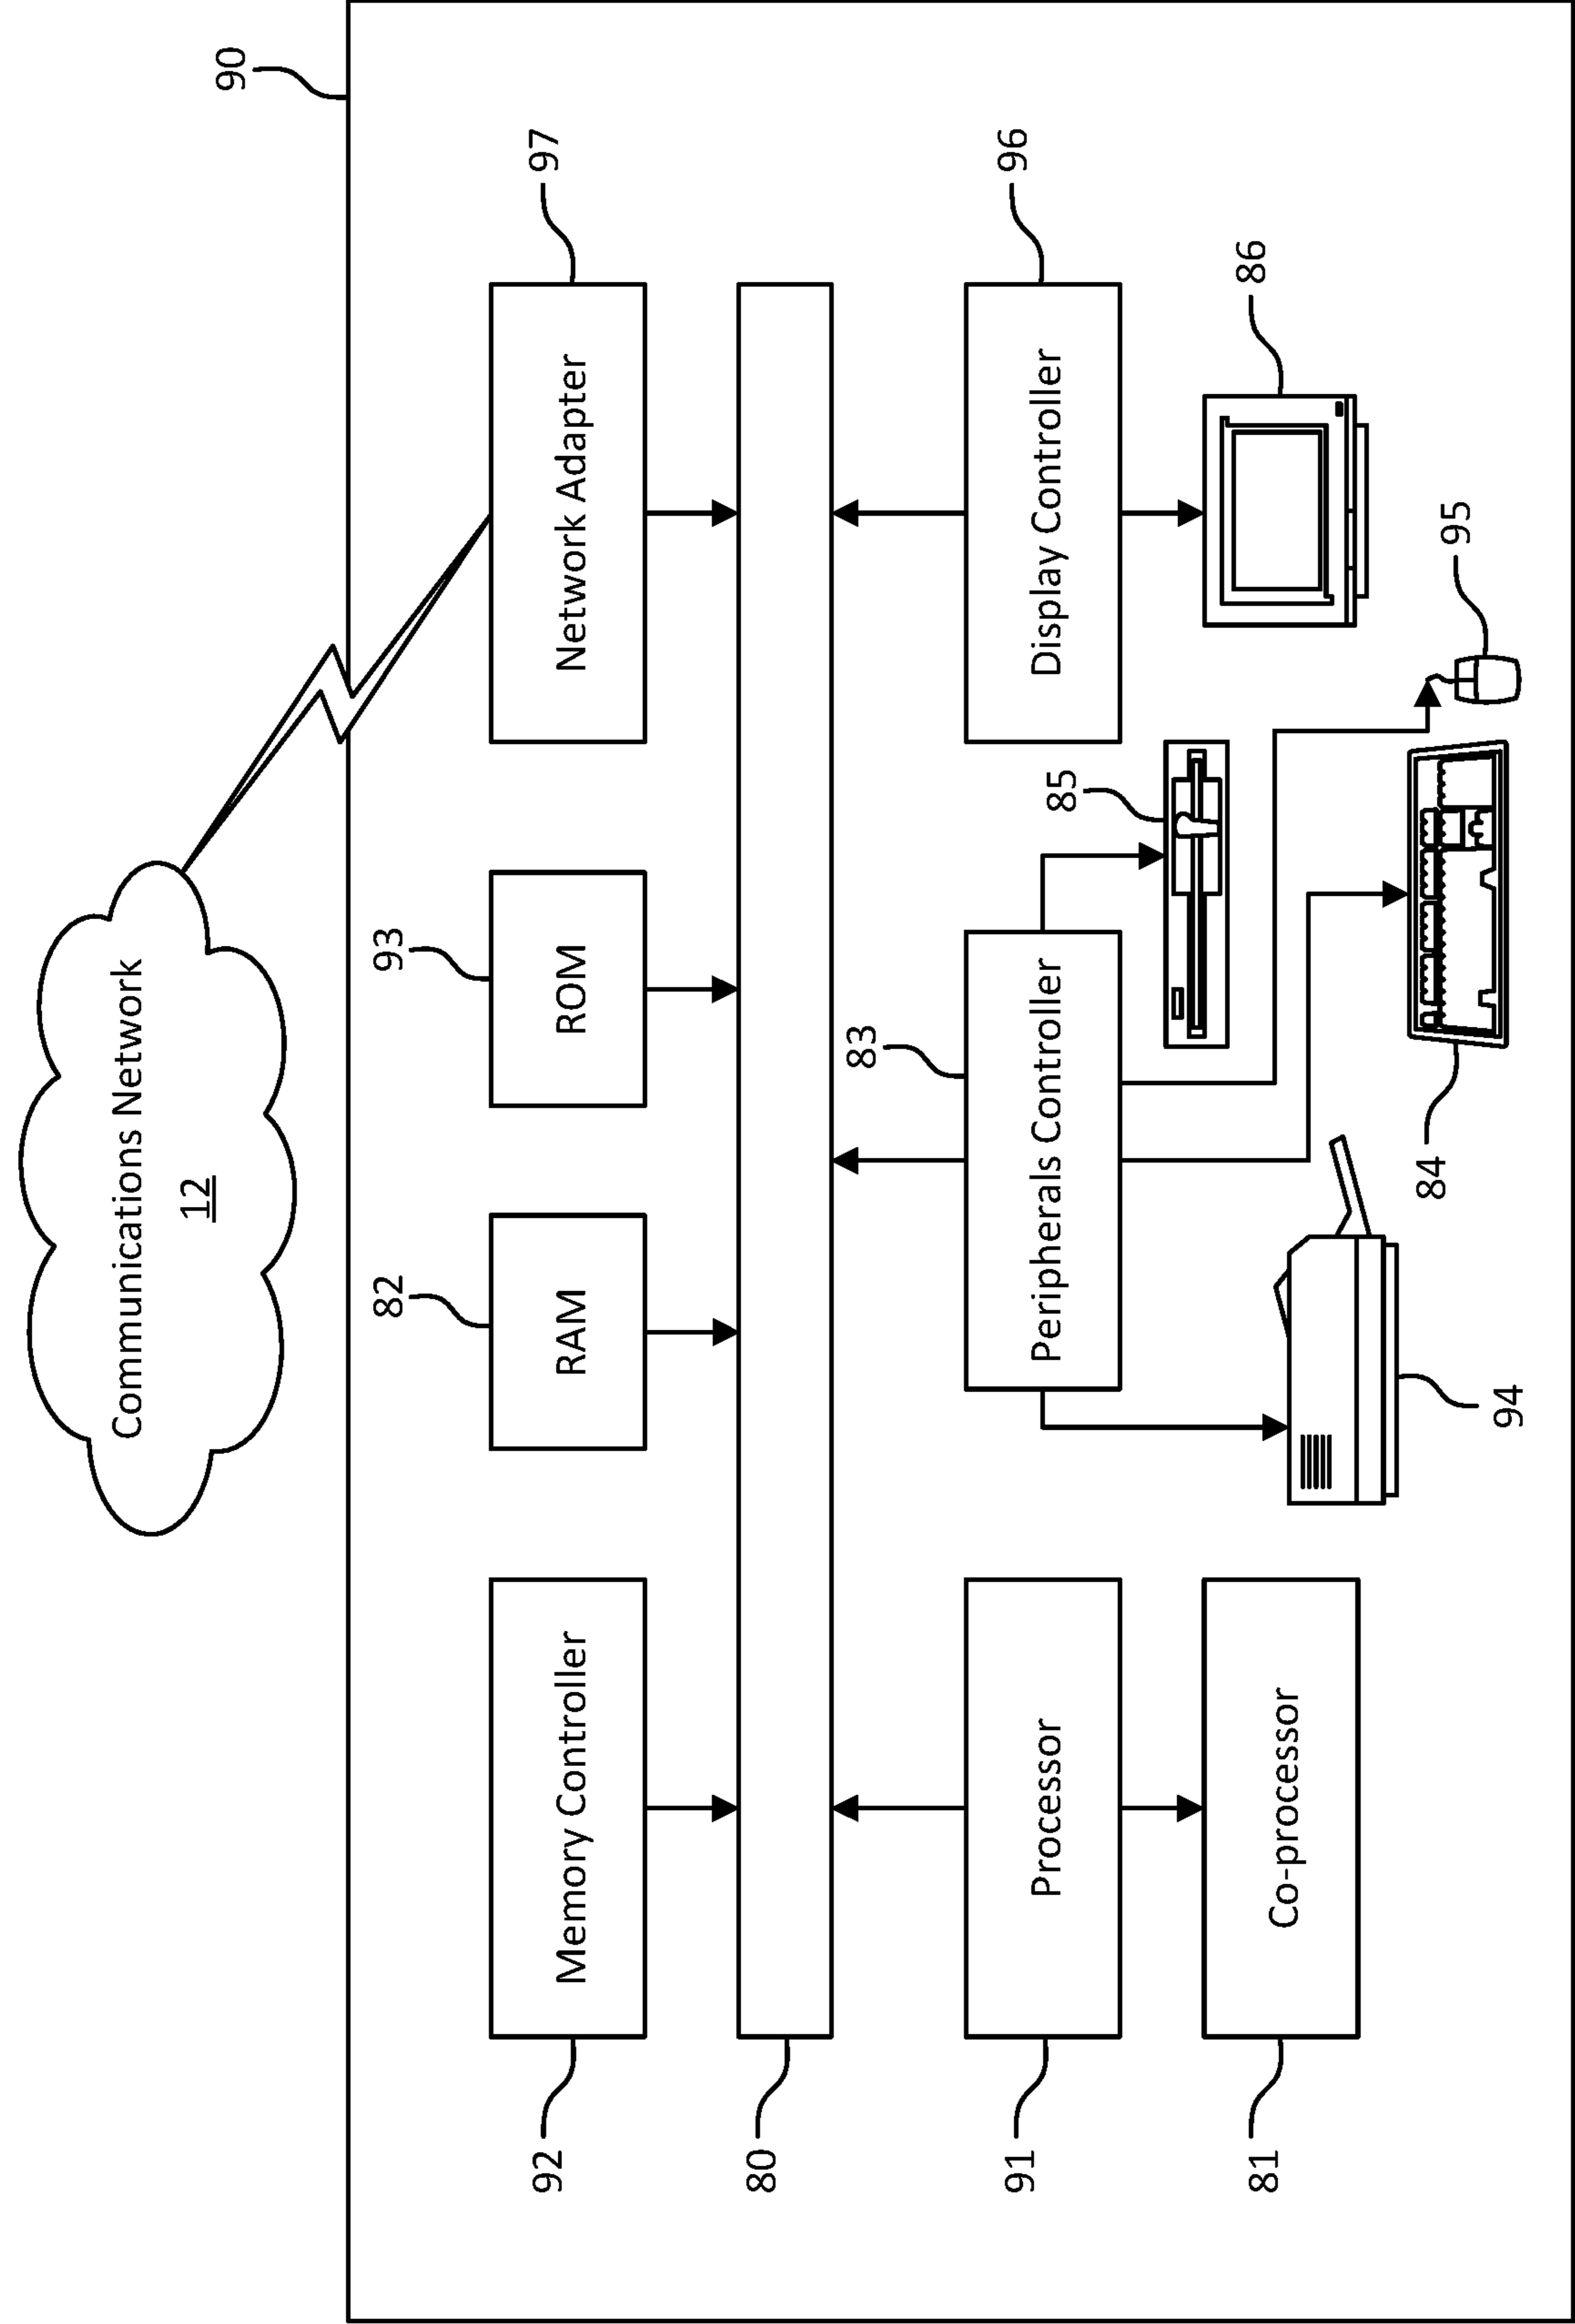 Communications Network
12
90
92
Memory Controller
82
RAM
93
ROM
97
Network Adapter
80
91
Processor
83
Peripherals Controller
96
Display Controller
85
86
81
Co-processor
94
84
95